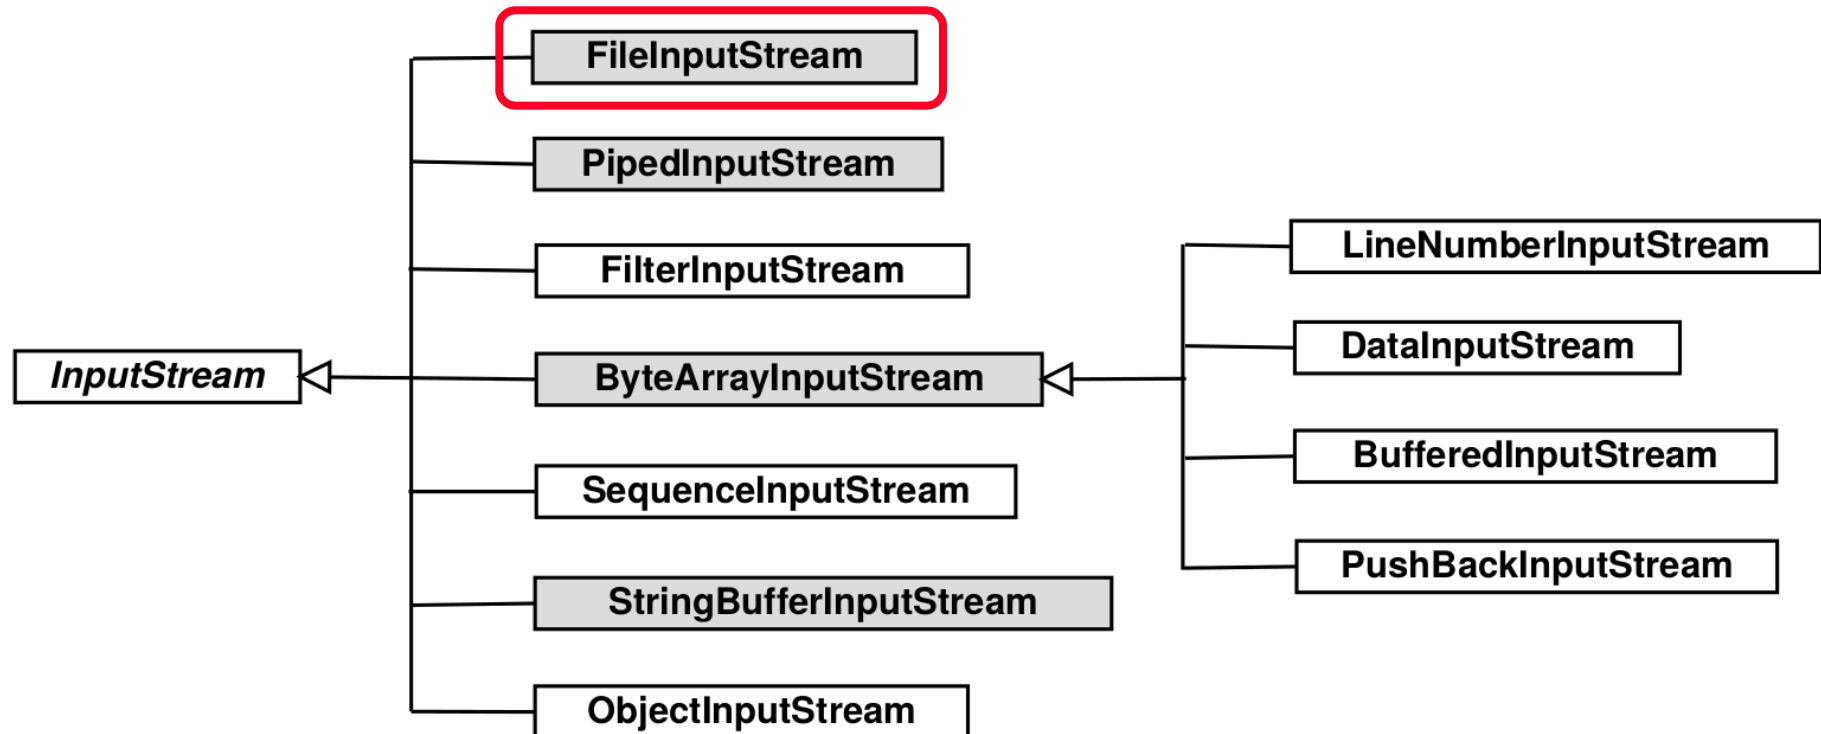 FileInputStream
PipedInputStream
FilterInputStream
InputStream
ByteArrayInputStream
SequenceInputStream
StringBufferInputStream
ObjectInputStream
LineNumberInputStream
DataInputStream
BufferedInputStream
PushBackInputStream